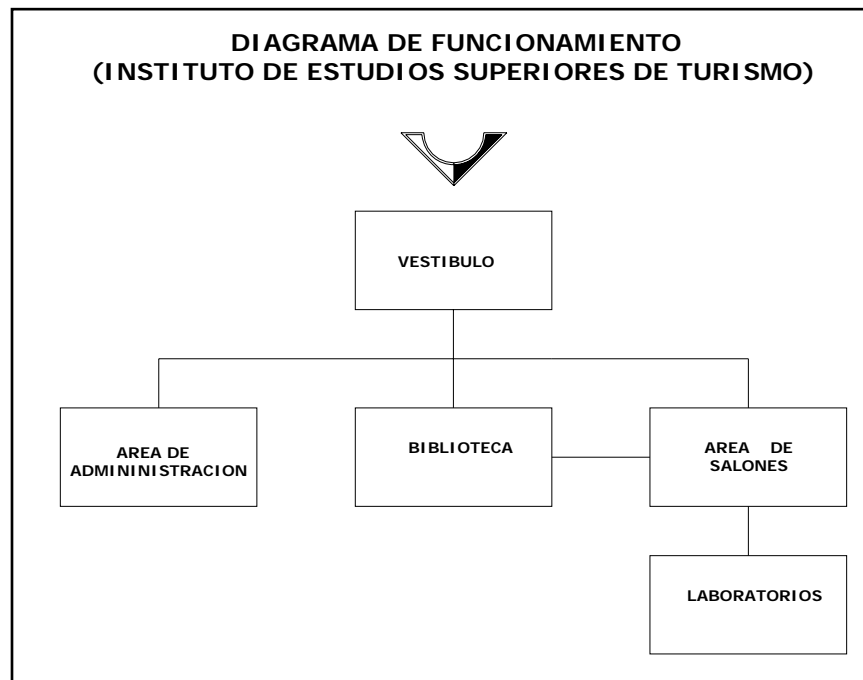 DIAGRAMA DE FUNCIONAMIENTO
(INSTITUTO DE ESTUDIOS SUPERIORES DE TURISMO)
VESTIBULO
AREA DE
ADMININISTRACION
BIBLIOTECA
AREA DE
SALONES
LABORATORIOS